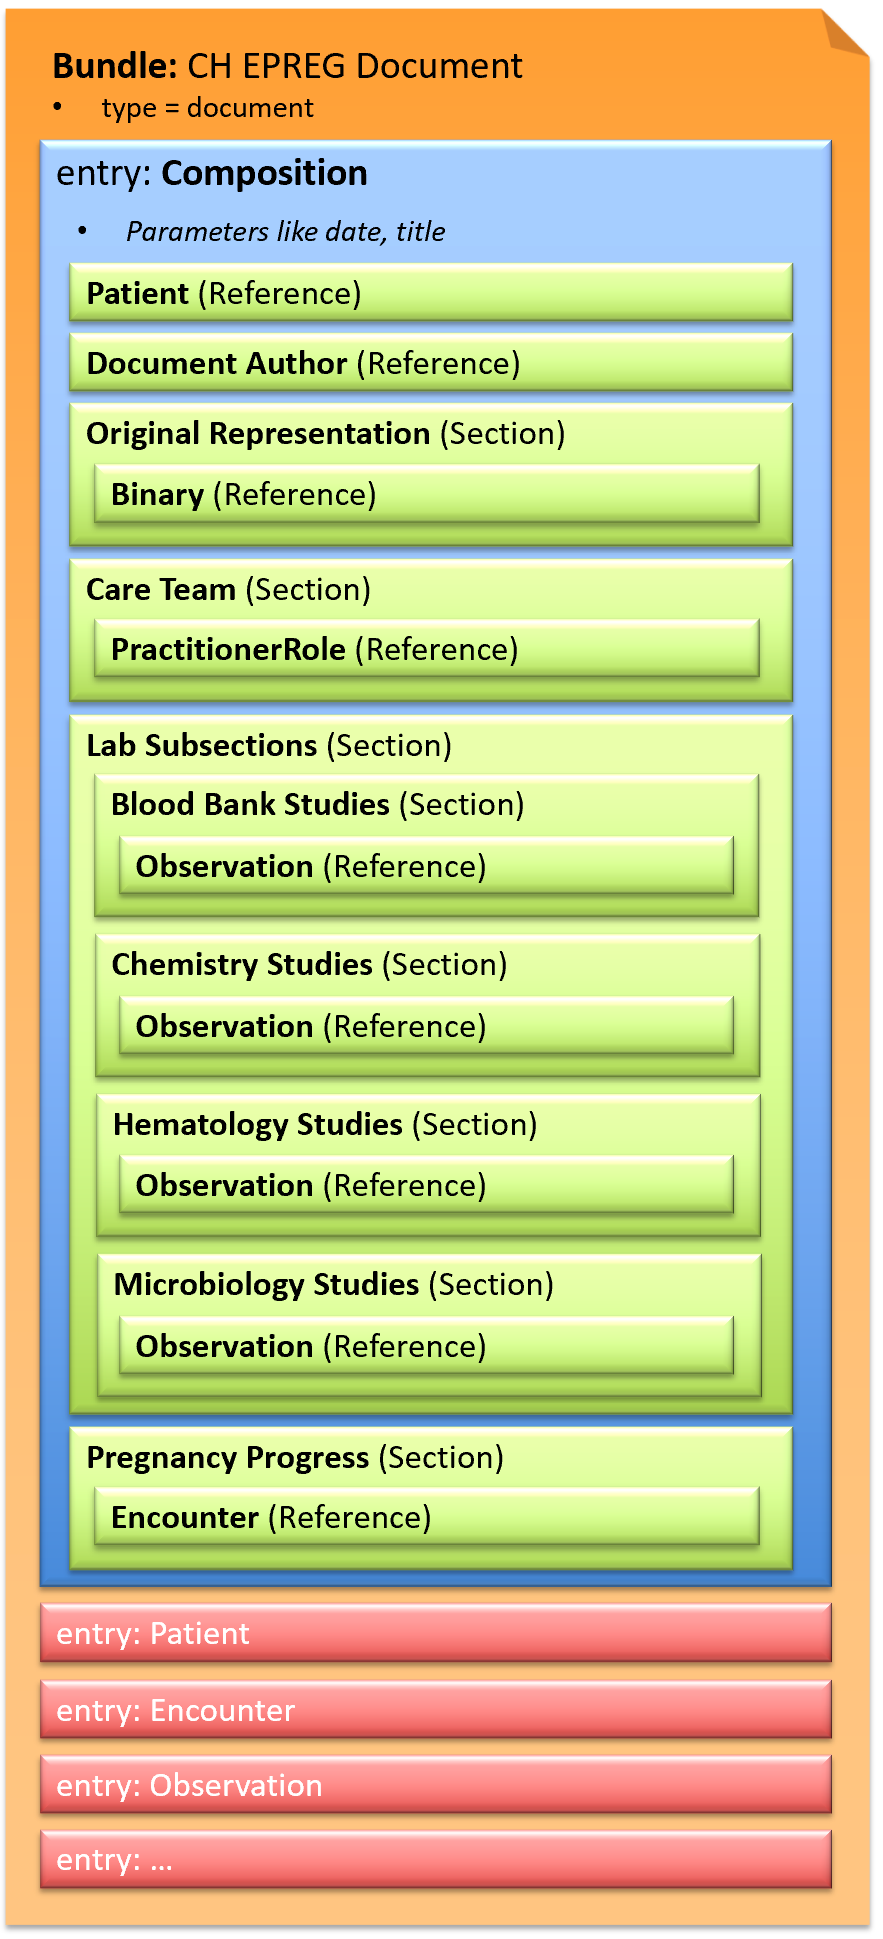 Bundle: CH EPREG Document
• type = document
entry: Composition
• Parameters like date, title
Patient (Reference)
Document Author (Reference)
Original Representation (Section)
Binary (Reference)
Care Team (Section)
PractitionerRole (Reference)
Lab Subsections (Section)
Blood Bank Studies (Section)
Observation (Reference)
Chemistry Studies (Section)
Observation (Reference)
Hematology Studies (Section)
Observation (Reference)
Microbiology Studies (Section)
Observation (Reference)
Pregnancy Progress (Section)
Encounter (Reference)
entry: Patient
entry: Encounter
entry: Observation
entry: ...